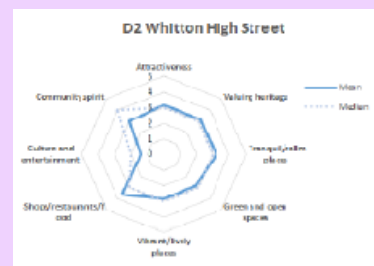 D2 Whitton High Street
Attractiveness
Valuing heritage
Tranquil/calm
places
Green and open
spaces
Vibrant/lively
places
Shops/restaurants/f
ood
Culture and
entertainment
Community spirit
5
4
3
2
1
0
Mean
Median